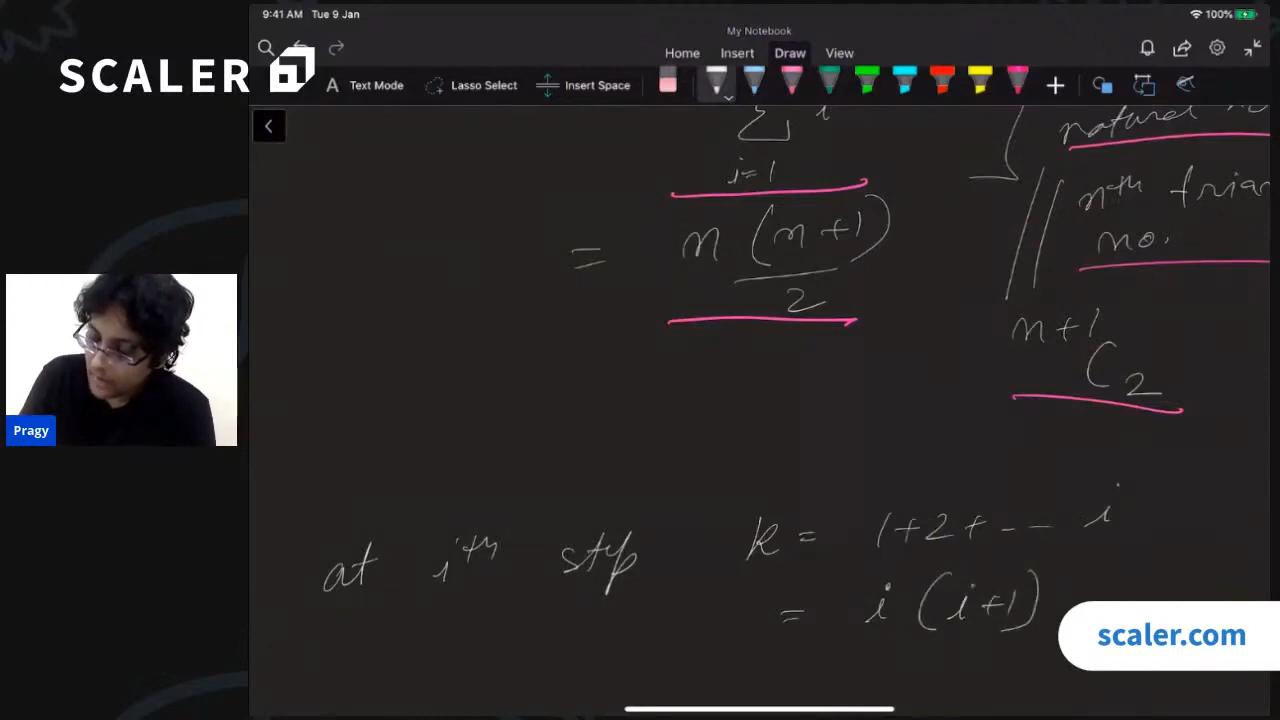 9:41 AM Tue 9 Jan
100%
My Notebook
SCALER
Home Insert Draw View
A Text Mode Lasso Select Insert Space
∑ i
i=1
natural
= n (n+1)
2
nth
no.
n+1
C2
Pragy
at ith step k = 1+2+--- i
= i (i+1)
scaler.com